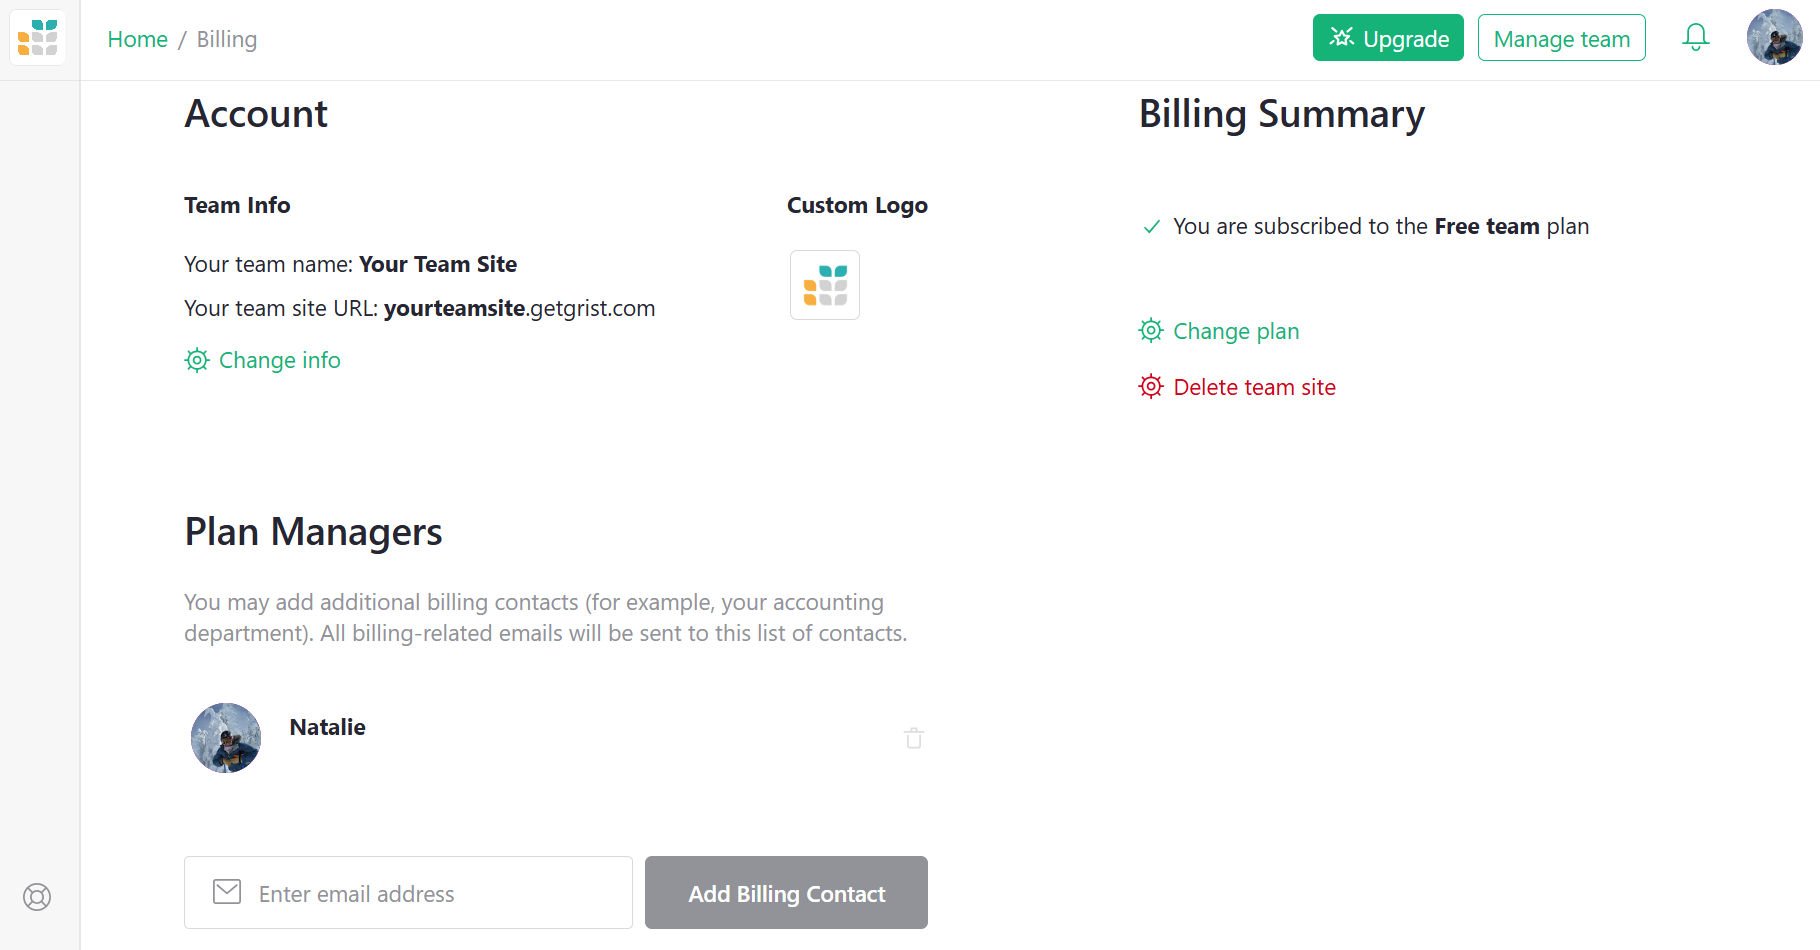 Home / Billing
Upgrade
Manage team
Account
Team Info
Your team name: Your Team Site
Your team site URL: yourteamsite.getgrist.com
Change info
Custom Logo
Billing Summary
You are subscribed to the Free team plan
Change plan
Delete team site
Plan Managers
You may add additional billing contacts (for example, your accounting
department). All billing-related emails will be sent to this list of contacts.
Natalie
Enter email address
Add Billing Contact